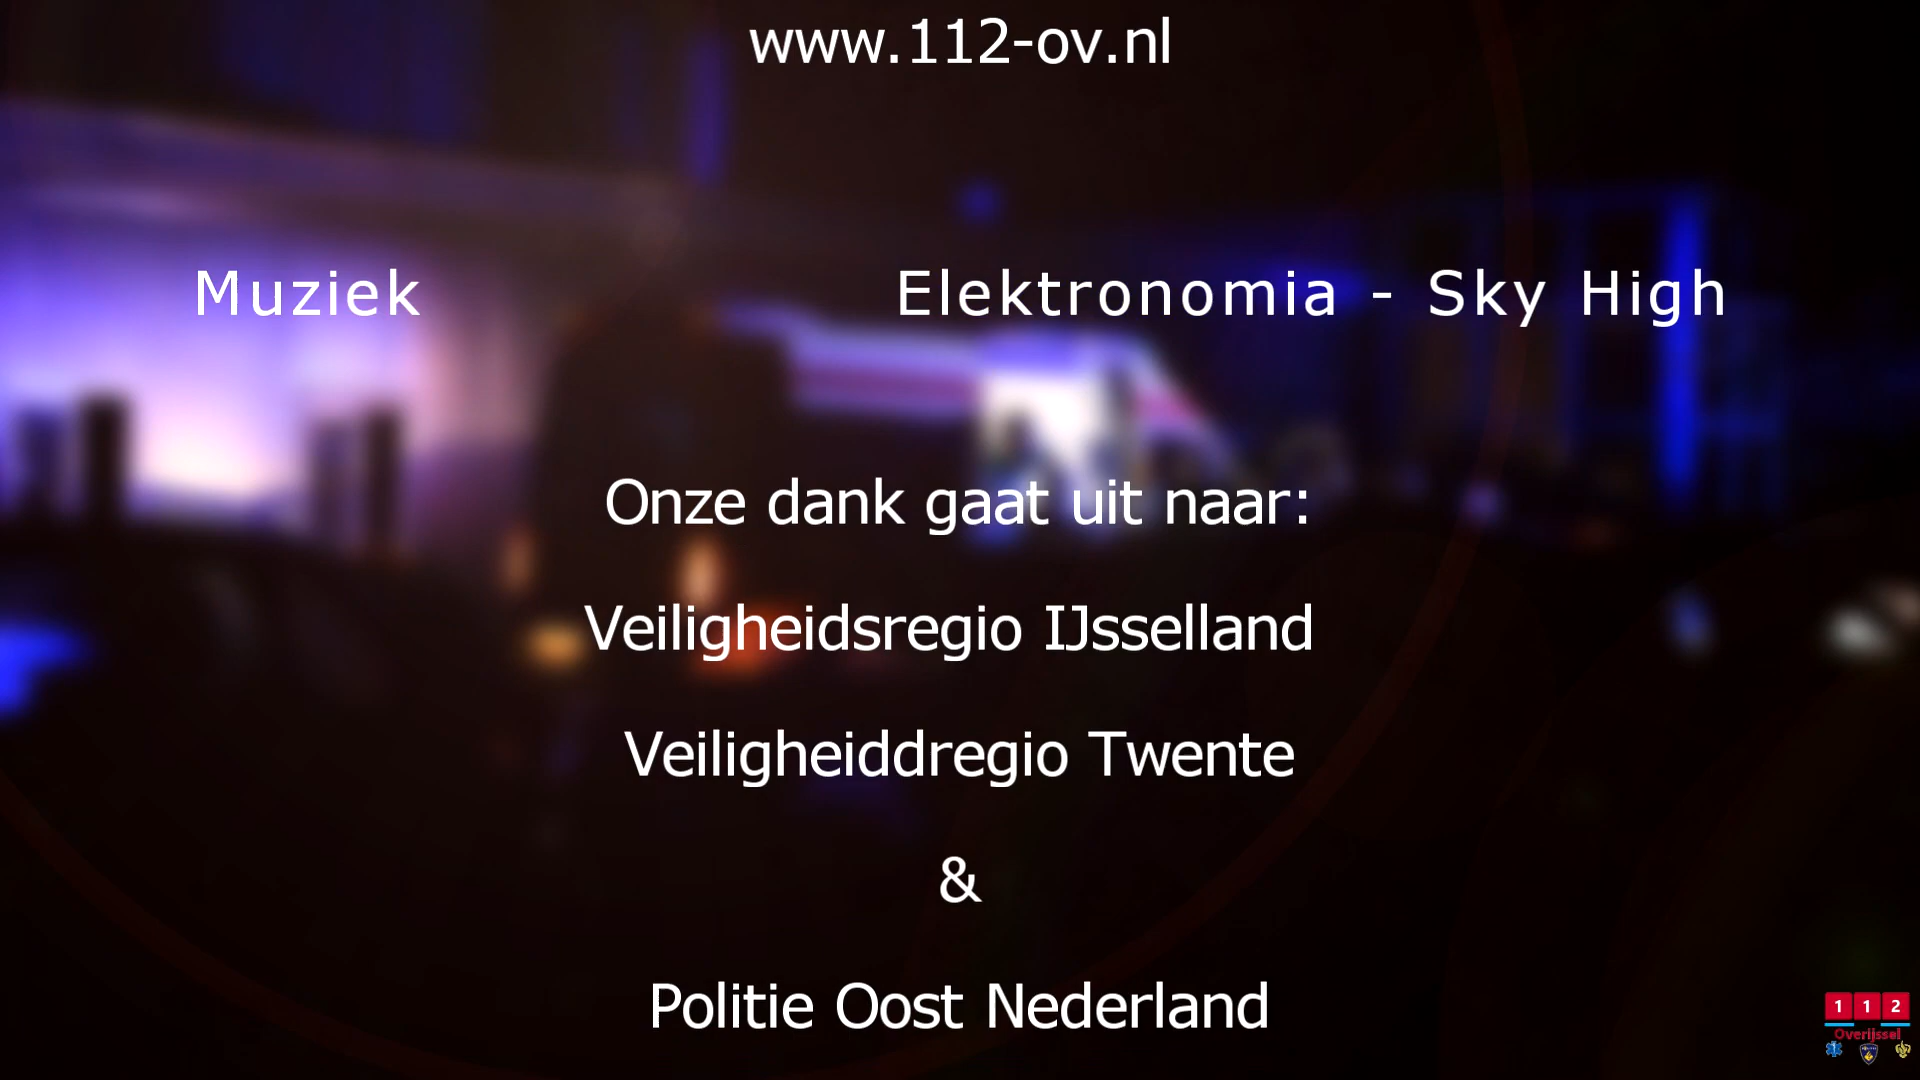 www.112-ov.nl
Muziek Elektronomia - Sky High
Onze dank gaat uit naar:
Veiligheidsregio IJsselland
Veiligheiddregio Twente
&
Politie Oost Nederland
1 1 2
Overijssel